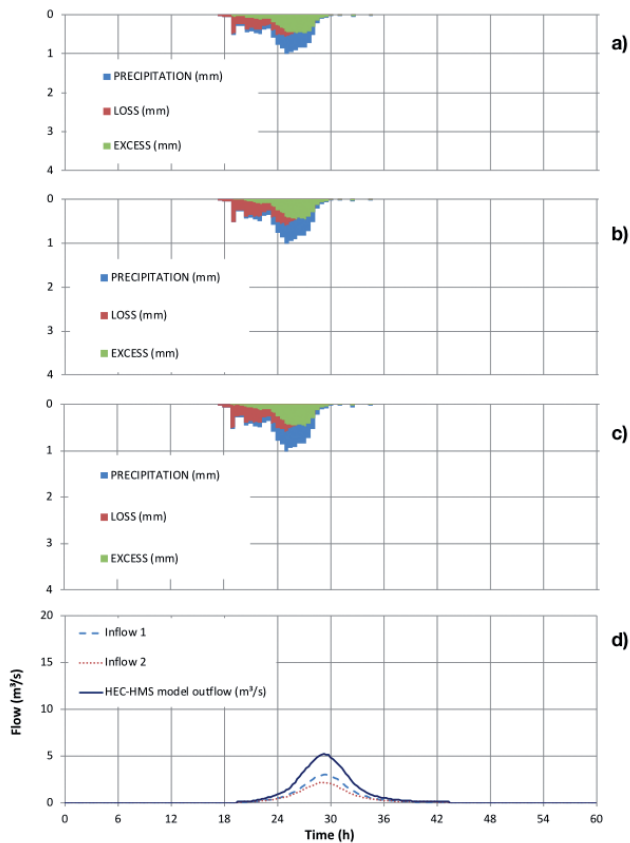 0
1
2
3
4
PRECIPITATION (mm)
LOSS (mm)
EXCESS (mm)
a)
0
1
2
3
4
PRECIPITATION (mm)
LOSS (mm)
EXCESS (mm)
b)
0
1
2
3
4
PRECIPITATION (mm)
LOSS (mm)
EXCESS (mm)
c)
20
15
10
5
0
Flow (m³/s)
Inflow 1
Inflow 2
HEC-HMS model outflow (m³/s)
d)
0 6 12 18 24 30 36 42 48 54 60
Time (h)